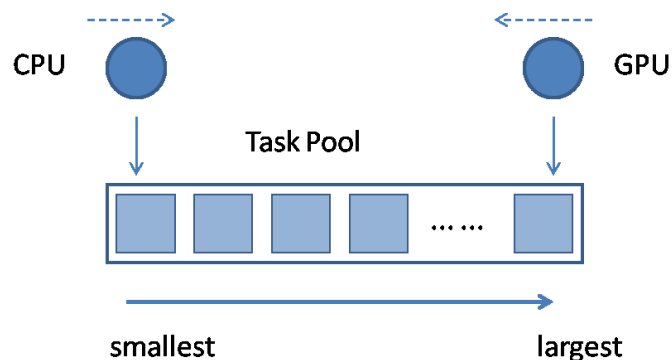 CPU
GPU
Task Pool
... ...
smallest
largest